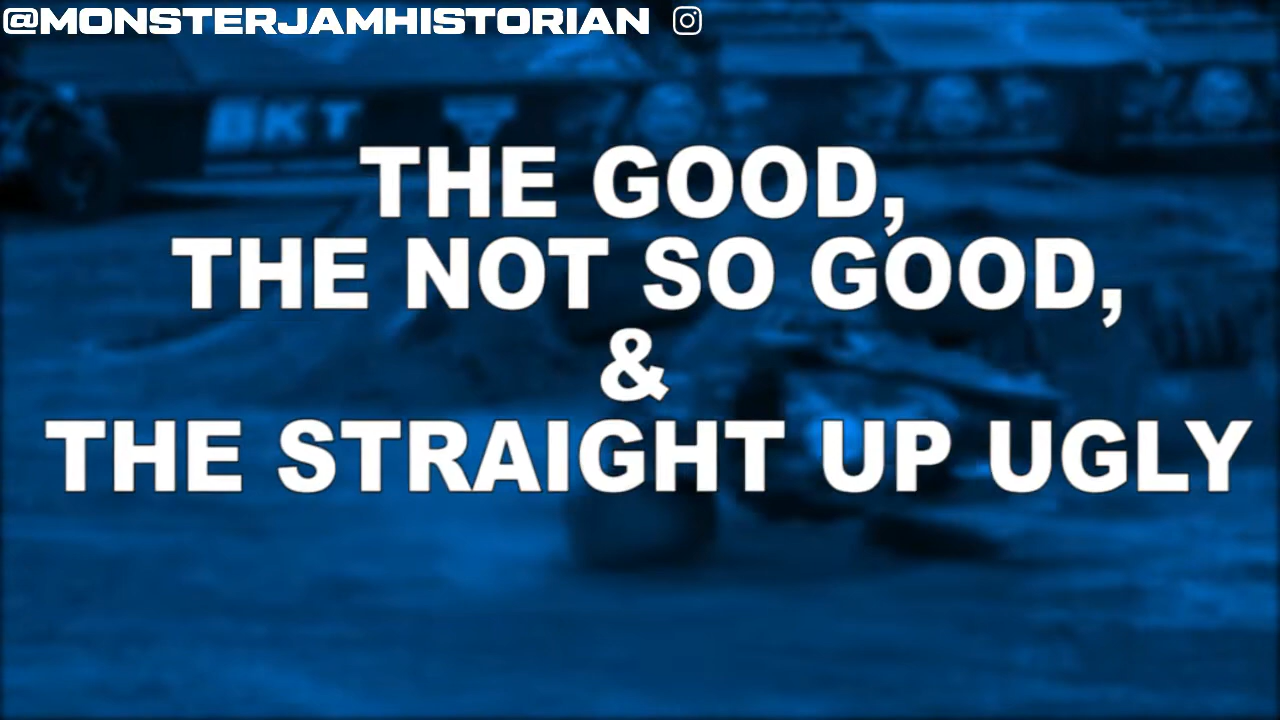 @MONSTERJAMHISTORIAN
BKT
THE GOOD,
THE NOT SO GOOD,
&
THE STRAIGHT UP UGLY